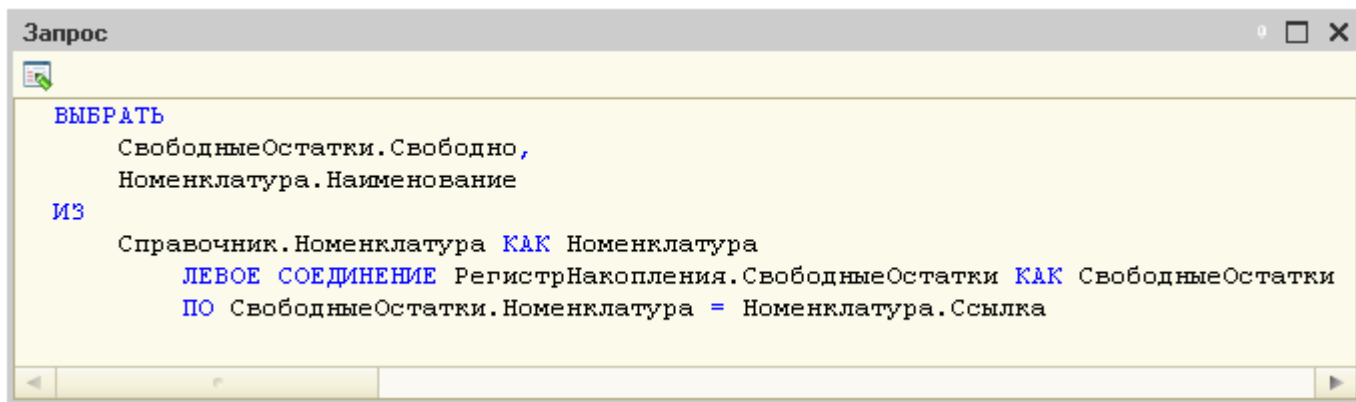 Запрос
ВЫБРАТЬ
СвободныеОстатки.Свободно,
Номенклатура.Наименование
ИЗ
Справочник.Номенклатура КАК Номенклатура
ЛЕВОЕ СОЕДИНЕНИЕ РегистрНакопления.СвободныеОстатки КАК СвободныеОстатки
ПО СвободныеОстатки.Номенклатура = Номенклатура.Ссылка